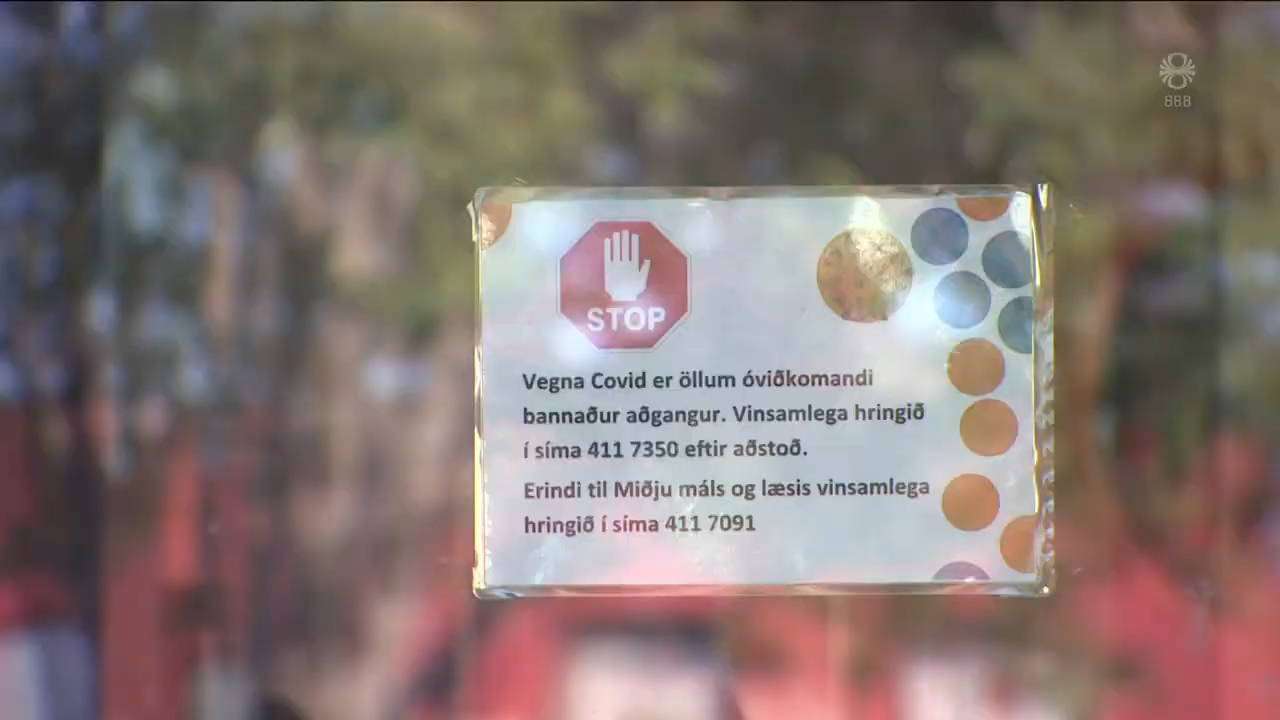 888
STOP
Vegna Covid er öllum óviðkomandi
bannaður aðgangur. Vinsamlega hringið
í síma 411 7350 eftir aðstoð.
Erindi til Miðju máls og læsis vinsamlega
hringið í síma 411 7091